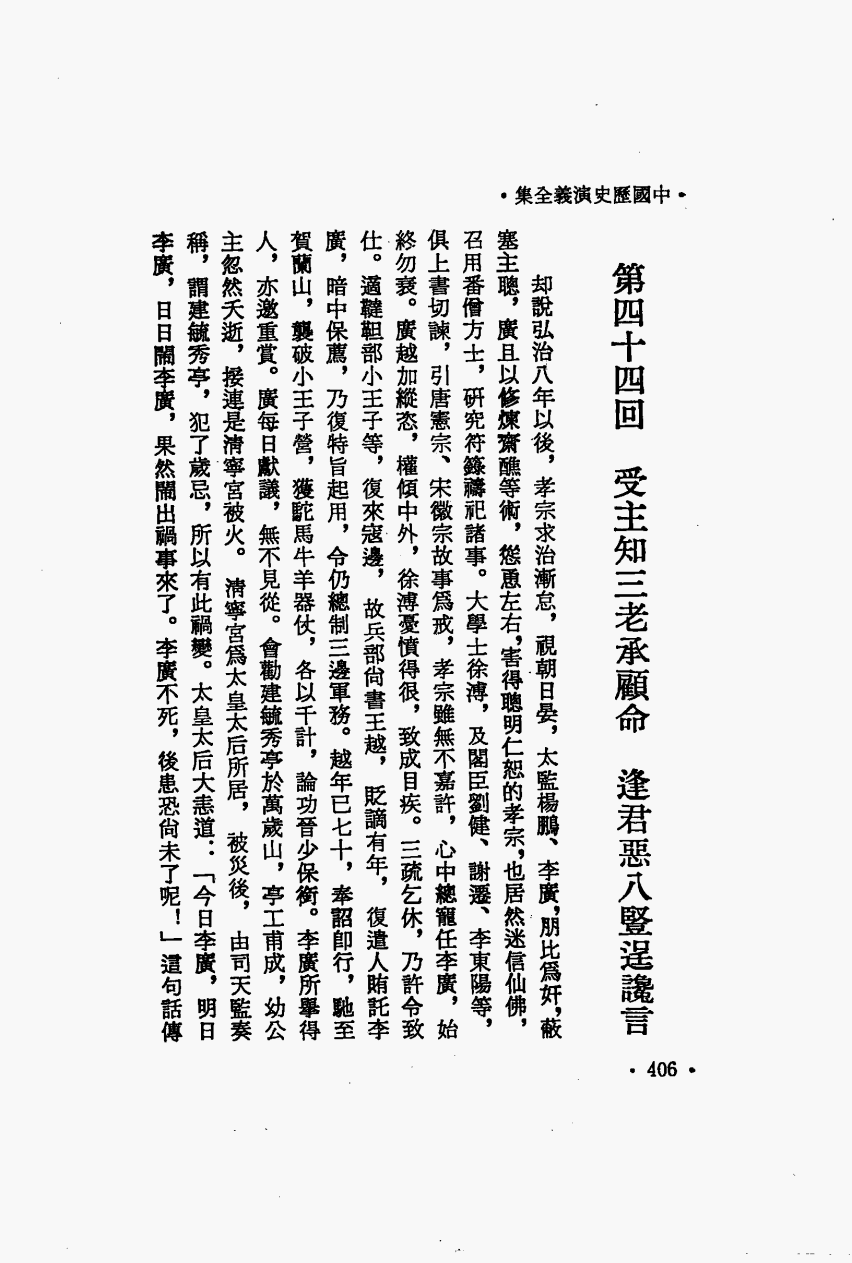 •中國歷史演義全集•
第四十四回　受主知三老承顧命　逢君惡八豎逞讒言
却說弘治八年以後，孝宗求治漸怠，視朝日晏，太監楊鵬、李廣，朋比爲奸，蔽
塞主聰，廣且以修煉齋醮等術，慫恿左右，害得聰明仁恕的孝宗，也居然迷信仙佛，
召用番僧方士，研究符籙禱祀諸事。大學士徐溥，及閣臣劉健、謝遷、李東陽等，
俱上書切諫，引唐憲宗、宋徽宗故事爲戒，孝宗雖無不嘉許，心中總寵任李廣，始
終勿衰。廣越加縱恣，權傾中外，徐溥憂憤得很，致成目疾。三疏乞休，乃許令致
仕。適韃靼部小王子等，復來寇邊，故兵部尙書王越，貶謫有年，復遣人賄託李
廣，暗中保薦，乃復特旨起用，令仍總制三邊軍務。越年已七十，奉詔卽行，馳至
賀蘭山，襲破小王子營，獲駝馬牛羊器仗，各以千計，論功晉少保銜。李廣所舉得
人，亦邀重賞。廣每日獻議，無不見從。會勸建毓秀亭於萬歲山，亭工甫成，幼公
主忽然夭逝，接連是淸寧宮被火。淸寧宮爲太皇太后所居，被災後，由司天監奏
稱，謂建毓秀亭，犯了歲忌，所以有此禍變。太皇太后大恚道：「今日李廣，明日
李廣，日日鬧李廣，果然鬧出禍事來了。李廣不死，後患恐尙未了呢！」這句話傳
•406•